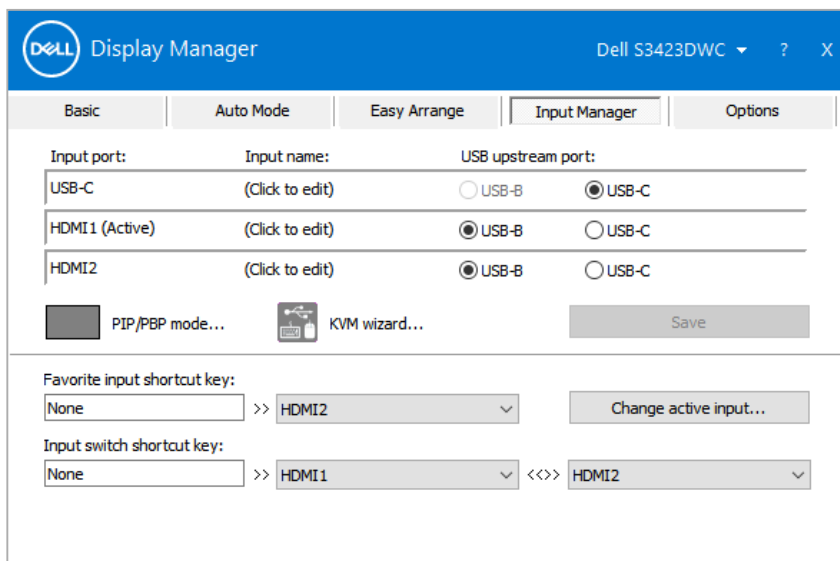 DELL Display Manager Dell S3423DWC ? X
Basic Auto Mode Easy Arrange Input Manager Options
Input port: Input name: USB upstream port:
USB-C (Click to edit) USB-B USB-C
HDMI1 (Active) (Click to edit) USB-B USB-C
HDMI2 (Click to edit) USB-B USB-C
PIP/PBP mode... KVM wizard... Save
Favorite input shortcut key:
None >> HDMI2 Change active input...
Input switch shortcut key:
None >> HDMI1 <<>> HDMI2